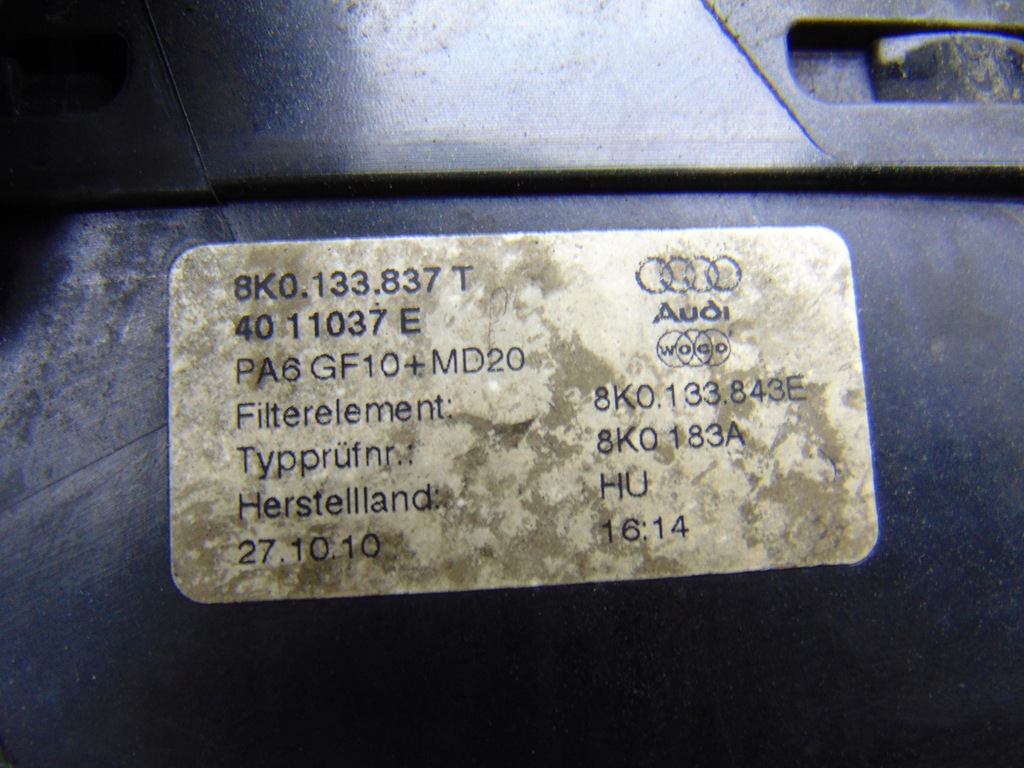 8K0.133.837 T
40 11037 E
Audi
PA6 GF10+MD20
WOCO
Filterelement: 8K0.133.843E
Typprüfnr.: 8K0 183A
Herstellland: HU
27.10.10 16:14